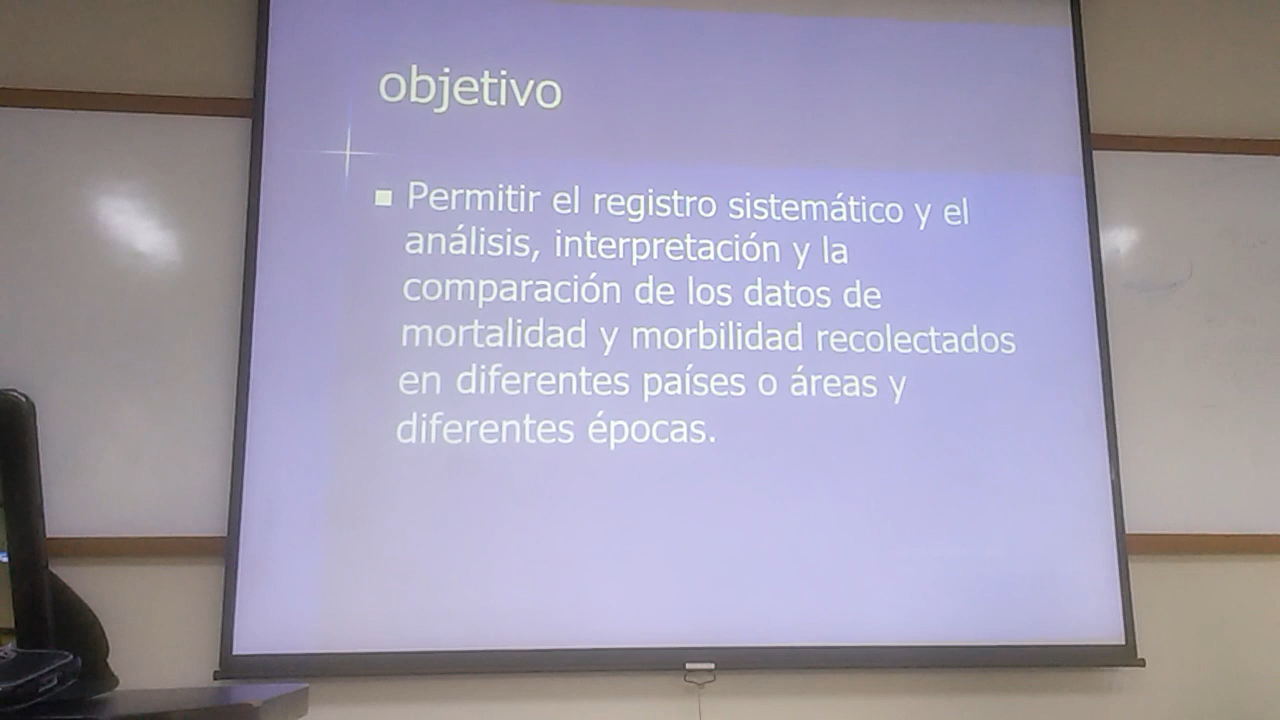 objetivo
Permitir el registro sistemático y el
análisis, interpretación y la
comparación de los datos de
mortalidad y morbilidad recolectados
en diferentes países o áreas y
diferentes épocas.